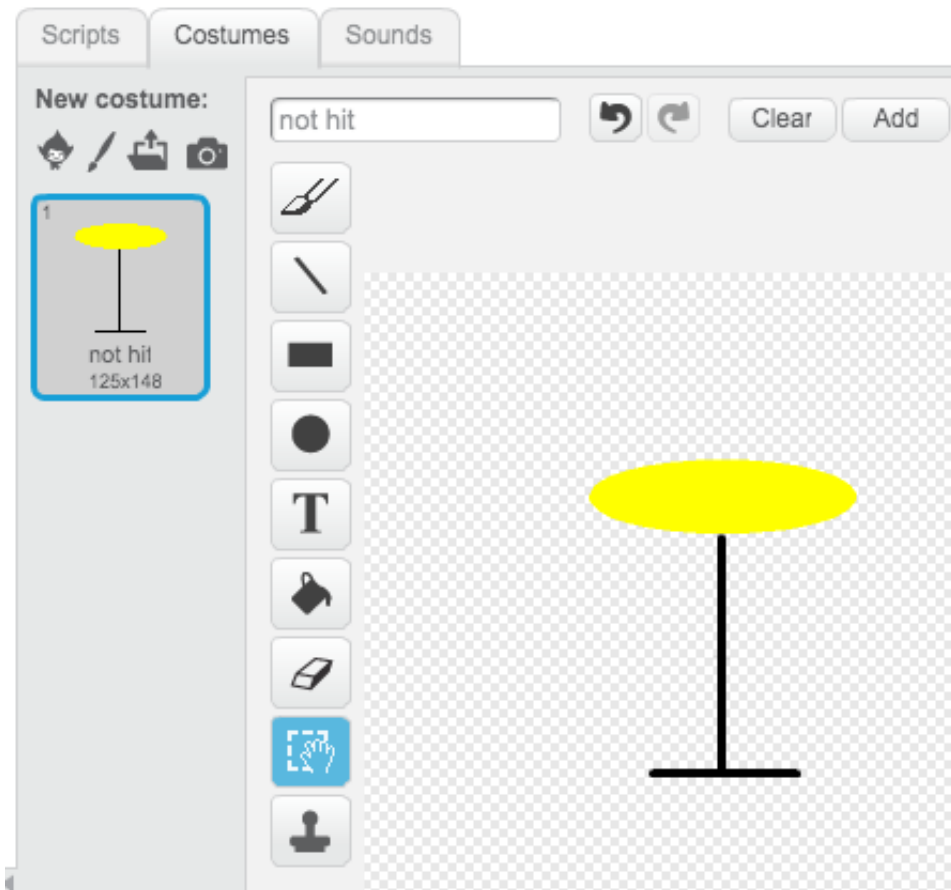 Scripts Costumes Sounds
New costume:
not hit Clear Add
1
not hit
125x148
T